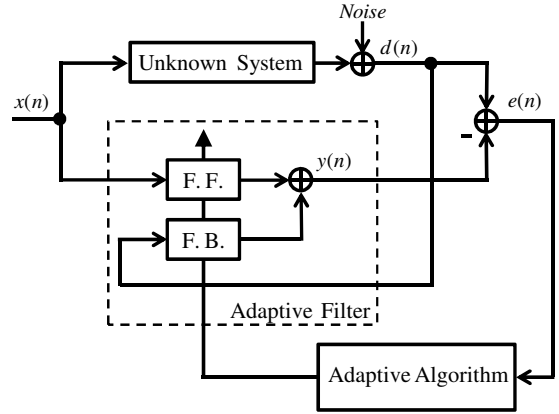 Noise
Unknown System
d(n)
x(n)
e(n)
-
F. F.
y(n)
F. B.
Adaptive Filter
Adaptive Algorithm